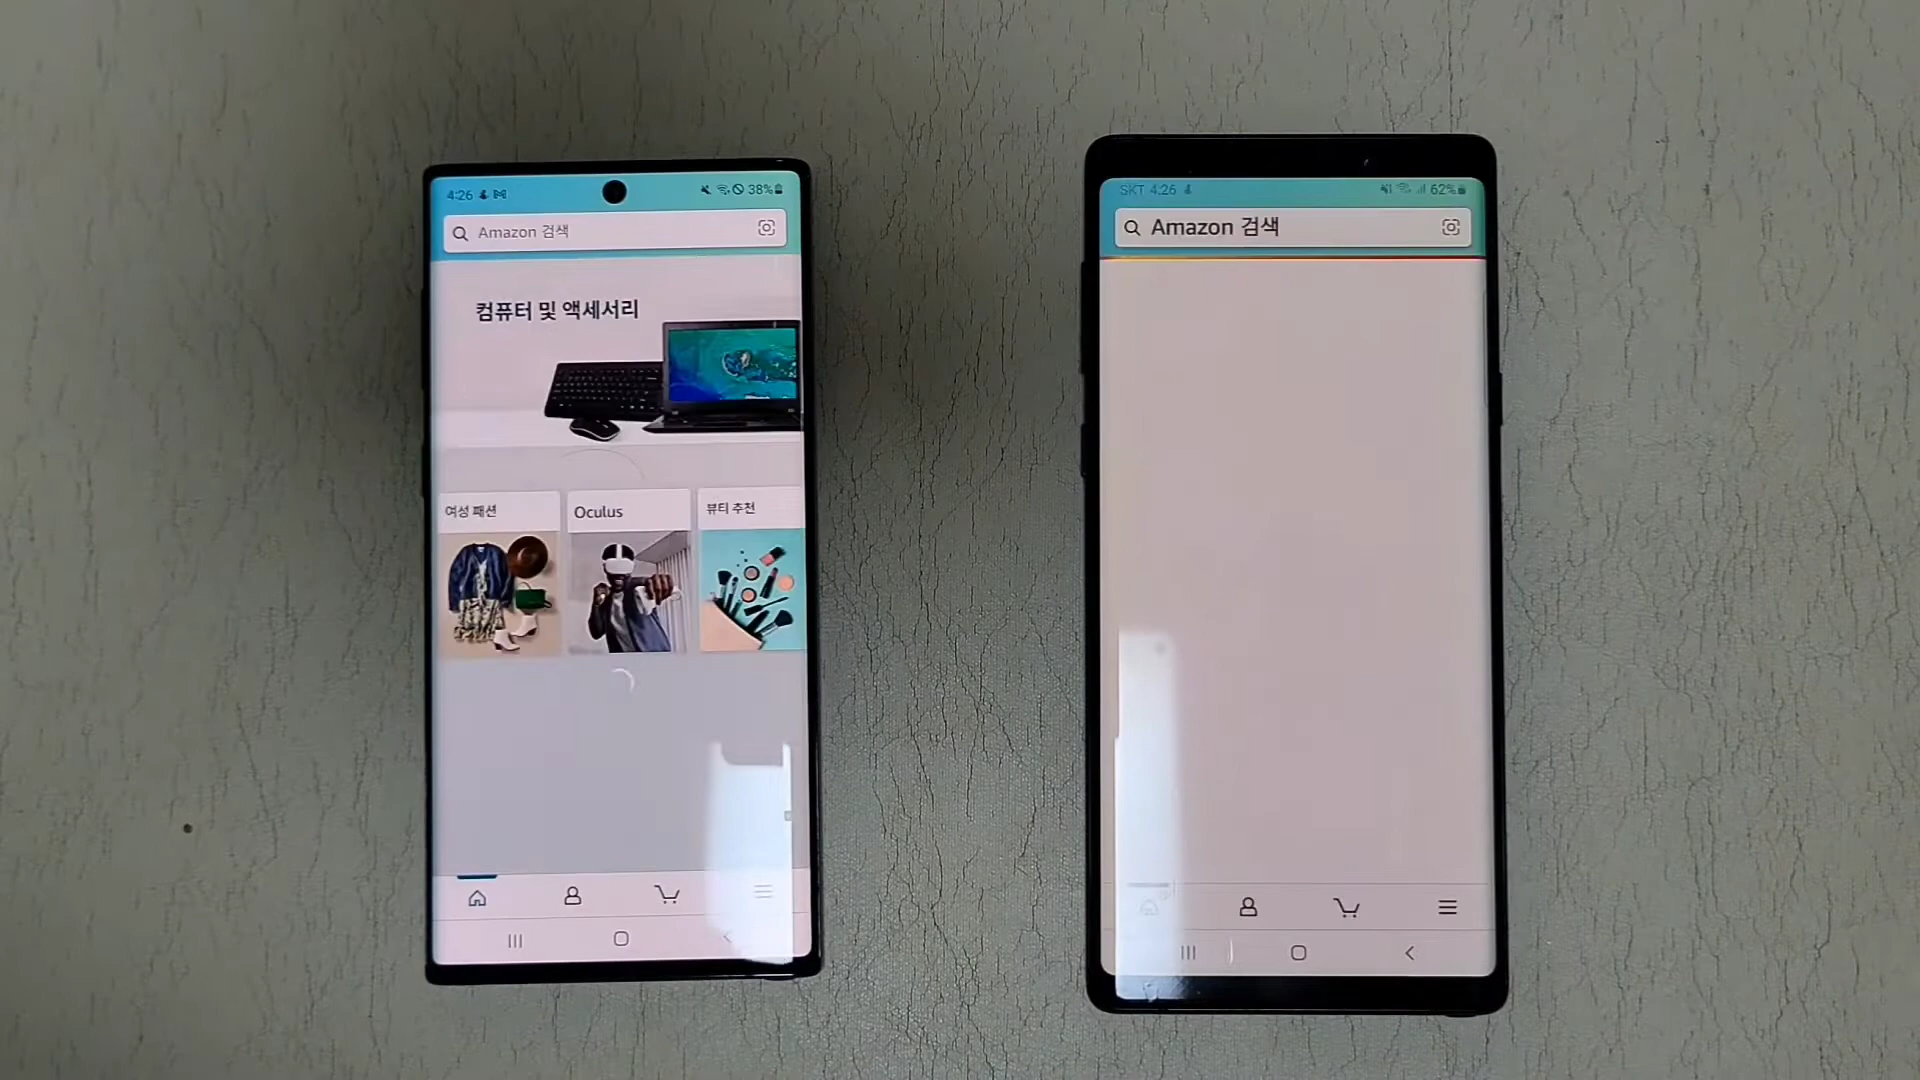 4:26
38%
Amazon 검색
컴퓨터 및 액세서리
여성 패션
Oculus
뷰티 추천
SKT 4:26
62%
Amazon 검색